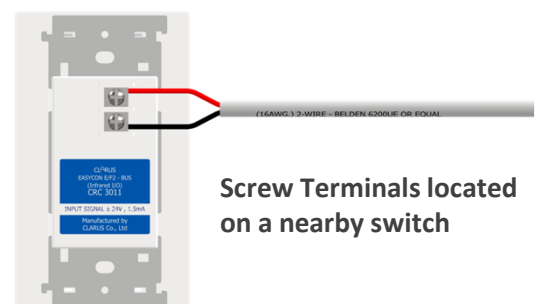 (16AWG.) 2-WIRE - BELDEN 6200UE OR EQUAL
CLARUS
EASYCON E/F2 - BUS
(Infrared I/O)
CRC 3011
INPUT SIGNAL ± 24V , 1.5mA
Manufactured by
CLARUS Co., Ltd
Screw Terminals located
on a nearby switch